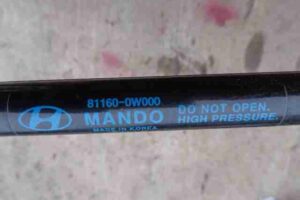 81160-0W000
MANDO
MADE IN KOREA
DO NOT OPEN.
HIGH PRESSURE.